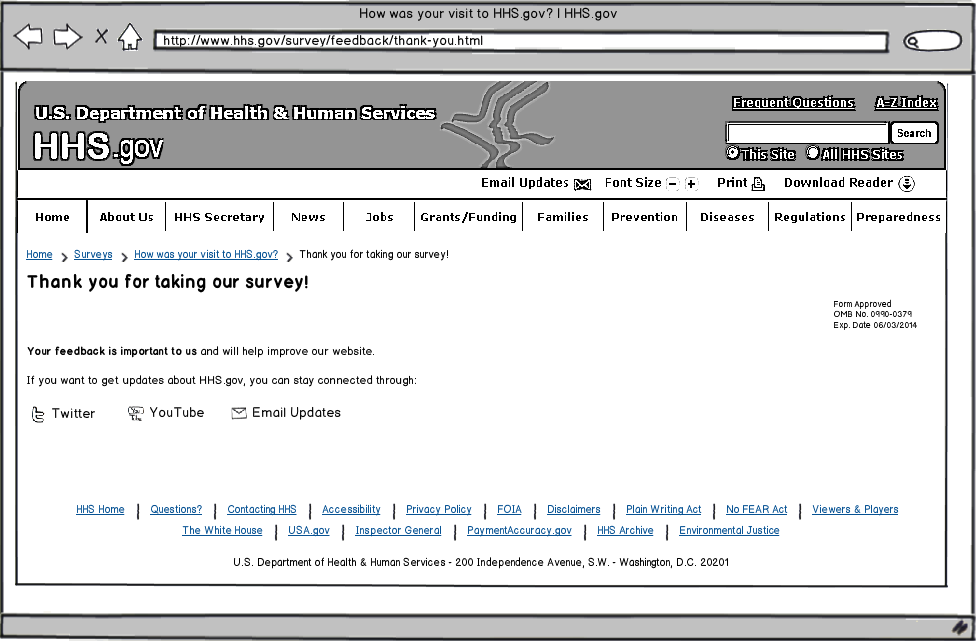 How was your visit to HHS.gov? | HHS.gov
http://www.hhs.gov/survey/feedback/thank-you.html
U.S. Department of Health & Human Services
HHS.gov
Frequent Questions A-Z Index
Search
This Site All HHS Sites
Email Updates Font Size - + Print Download Reader
Home About Us HHS Secretary News Jobs Grants/Funding Families Prevention Diseases Regulations Preparedness
Home > Surveys > How was your visit to HHS.gov? > Thank you for taking our survey!
Thank you for taking our survey!
Form Approved
OMB No. 0990-0379
Exp. Date 06/03/2014
Your feedback is important to us and will help improve our website.
If you want to get updates about HHS.gov, you can stay connected through:
Twitter YouTube Email Updates
HHS Home | Questions? | Contacting HHS | Accessibility | Privacy Policy | FOIA | Disclaimers | Plain Writing Act | No FEAR Act | Viewers & Players
The White House | USA.gov | Inspector General | PaymentAccuracy.gov | HHS Archive | Environmental Justice
U.S. Department of Health & Human Services - 200 Independence Avenue, S.W. - Washington, D.C. 20201